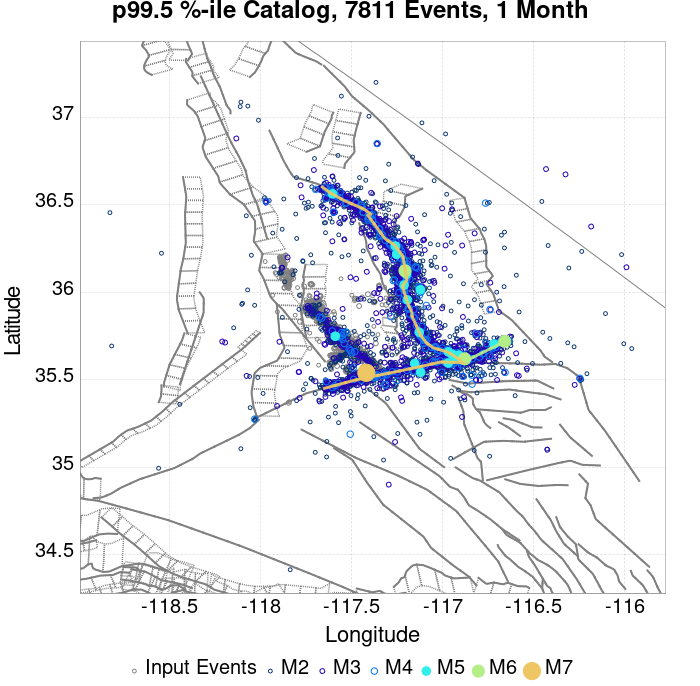 p99.5 %-ile Catalog, 7811 Events, 1 Month
37
36.5
36
35.5
35
34.5
Latitude
-118.5 -118 -117.5 -117 -116.5 -116
Longitude
Input Events M2 M3 M4 M5 M6 M7